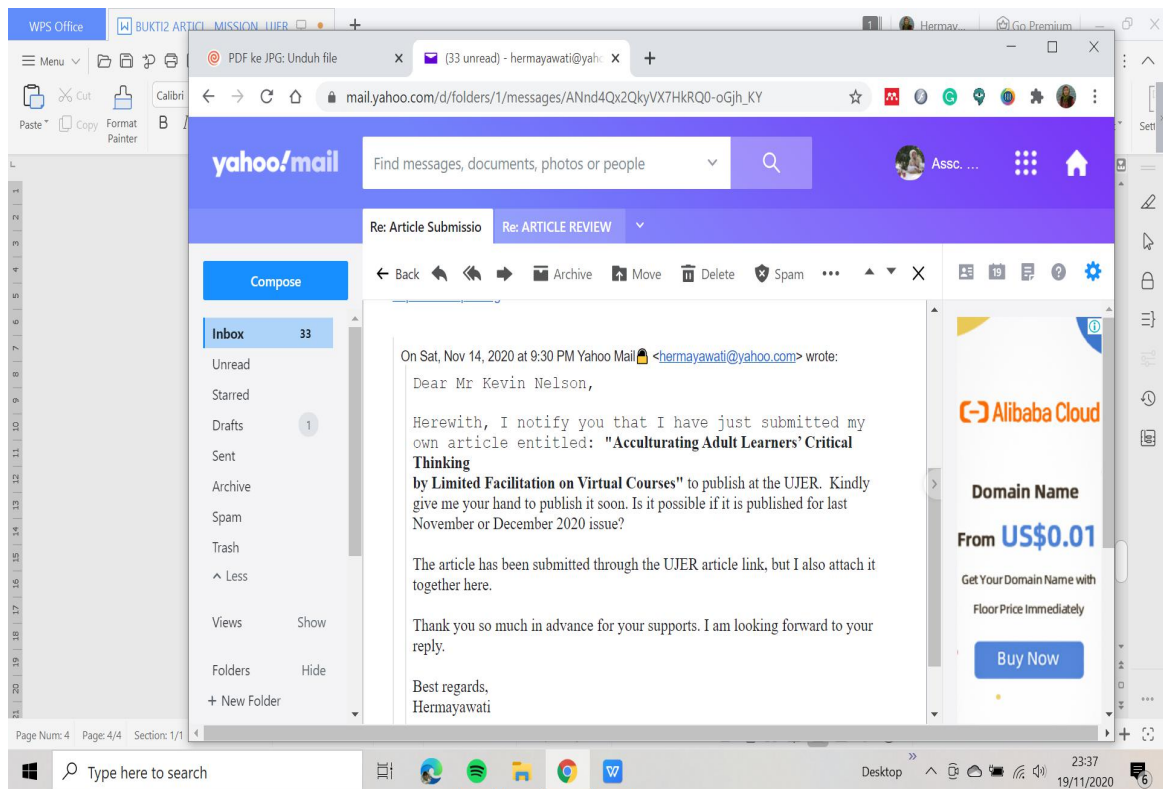 WPS Office
BUKTI2 ARTICL MISSION UJER
1
Hermay...
Go Premium
Menu
Cut
Calibri
Paste
Copy
Format
Painter
B
Sett
PDF ke JPG: Unduh file
(33 unread) - hermayawati@yaho
mail.yahoo.com/d/folders/1/messages/ANnd4Qx2QkyVX7HkRQ0-oGjh_KY
yahoo!mail
Find messages, documents, photos or people
Assc. ...
Re: Article Submissio
Re: ARTICLE REVIEW
Compose
Back
Archive
Move
Delete
Spam
19
Inbox 33
Unread
Starred
Drafts 1
Sent
Archive
Spam
Trash
Less
Views Show
Folders Hide
+ New Folder
On Sat, Nov 14, 2020 at 9:30 PM Yahoo Mail <hermayawati@yahoo.com> wrote:
Dear Mr Kevin Nelson,
Herewith, I notify you that I have just submitted my
own article entitled: "Acculturating Adult Learners' Critical
Thinking
by Limited Facilitation on Virtual Courses" to publish at the UJER. Kindly
give me your hand to publish it soon. Is it possible if it is published for last
November or December 2020 issue?
The article has been submitted through the UJER article link, but I also attach it
together here.
Thank you so much in advance for your supports. I am looking forward to your
reply.
Best regards,
Hermayawati
Alibaba Cloud
Domain Name
From US$0.01
Get Your Domain Name with
Floor Price Immediately
Buy Now
Page Num: 4 Page: 4/4 Section: 1/1
Type here to search
Desktop
23:37
19/11/2020
6